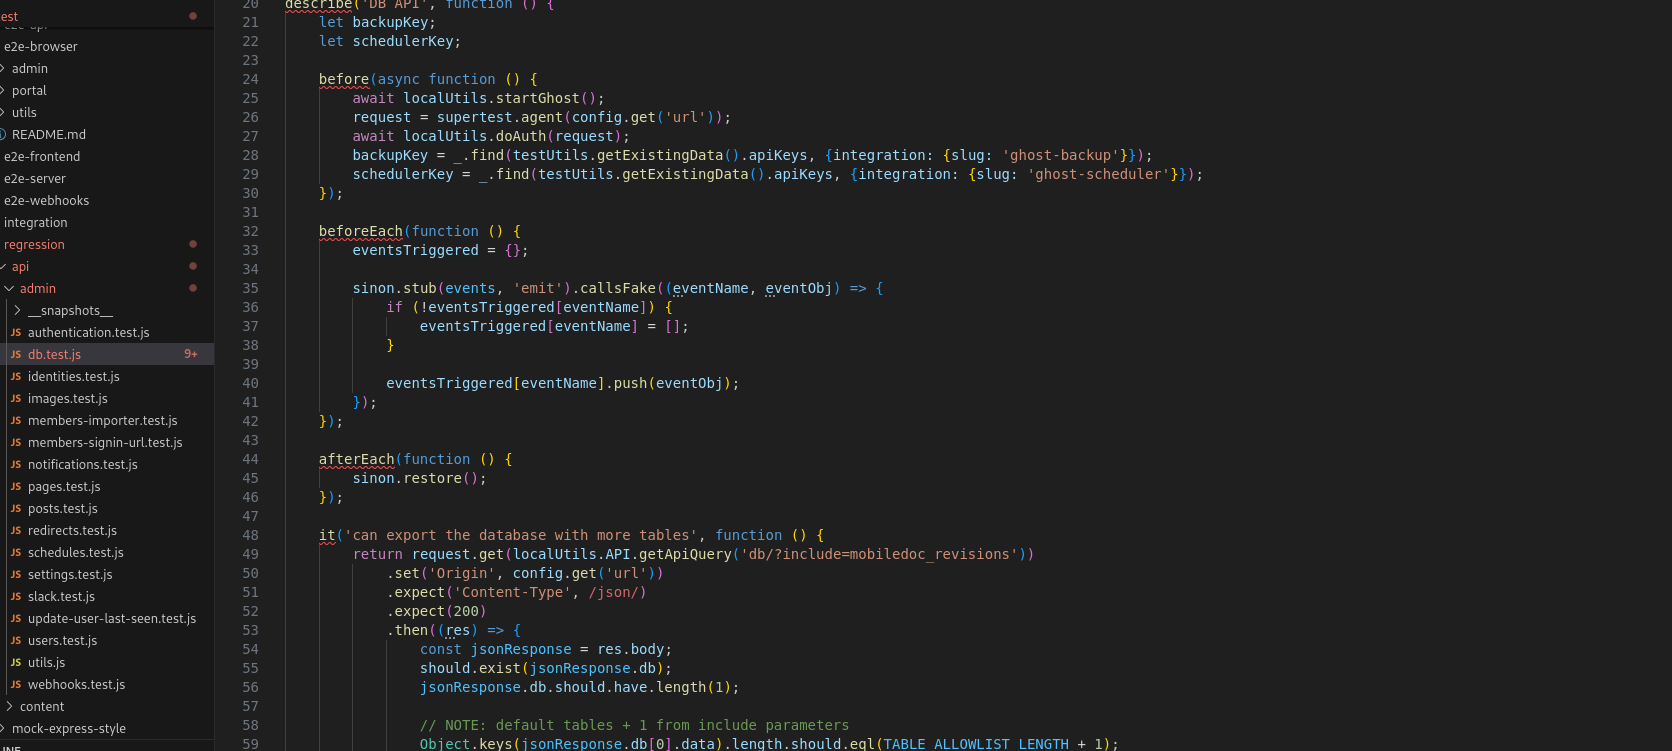 est
e2e-api
e2e-browser
admin
portal
utils
README.md
e2e-frontend
e2e-server
e2e-webhooks
integration
regression
api
admin
__snapshots__
JS authentication.test.js
JS db.test.js 9+
JS identities.test.js
JS images.test.js
JS members-importer.test.js
JS members-signin-url.test.js
JS notifications.test.js
JS pages.test.js
JS posts.test.js
JS redirects.test.js
JS schedules.test.js
JS settings.test.js
JS slack.test.js
JS update-user-last-seen.test.js
JS users.test.js
JS utils.js
JS webhooks.test.js
content
mock-express-style
20 describe('DB API', function () {
21     let backupKey;
22     let schedulerKey;
23
24     before(async function () {
25         await localUtils.startGhost();
26         request = supertest.agent(config.get('url'));
27         await localUtils.doAuth(request);
28         backupKey = _.find(testUtils.getExistingData().apiKeys, {integration: {slug: 'ghost-backup'}});
29         schedulerKey = _.find(testUtils.getExistingData().apiKeys, {integration: {slug: 'ghost-scheduler'}});
30     });
31
32     beforeEach(function () {
33         eventsTriggered = {};
34
35         sinon.stub(events, 'emit').callsFake((eventName, eventObj) => {
36             if (!eventsTriggered[eventName]) {
37                 eventsTriggered[eventName] = [];
38             }
39
40             eventsTriggered[eventName].push(eventObj);
41         });
42     });
43
44     afterEach(function () {
45         sinon.restore();
46     });
47
48     it('can export the database with more tables', function () {
49         return request.get(localUtils.API.getApiQuery('db/?include=mobiledoc_revisions'))
50             .set('Origin', config.get('url'))
51             .expect('Content-Type', /json/)
52             .expect(200)
53             .then((res) => {
54                 const jsonResponse = res.body;
55                 should.exist(jsonResponse.db);
56                 jsonResponse.db.should.have.length(1);
57
58                 // NOTE: default tables + 1 from include parameters
59                 Object.keys(jsonResponse.db[0].data).length.should.eql(TABLE_ALLOWLIST_LENGTH + 1);